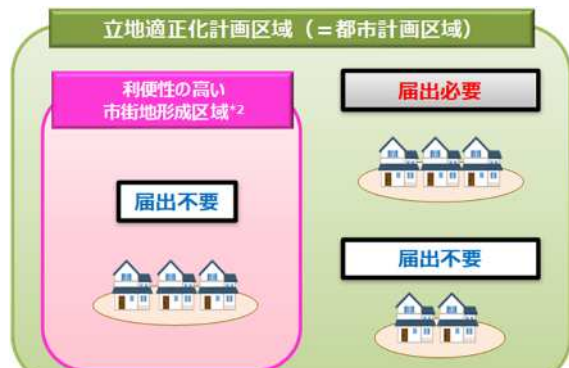 立地適正化計画区域(=都市計画区域)
利便性の高い
市街地形成区域*2
届出不要
届出必要
届出不要